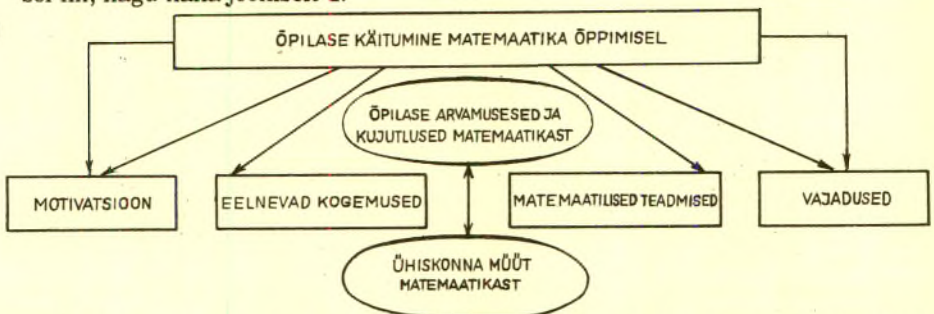 ÕPILASE KÄITUMINE MATEMAATIKA ÕPPIMISEL
ÕPILASE ARVAMUSESED JA
KUJUTLUSED MATEMAATIKAST
MOTIVATSIOON
EELNEVAD KOGEMUSED
MATEMAATILISED TEADMISED
VAJADUSED
ÜHISKONNA MÜÜT
MATEMAATIKAST